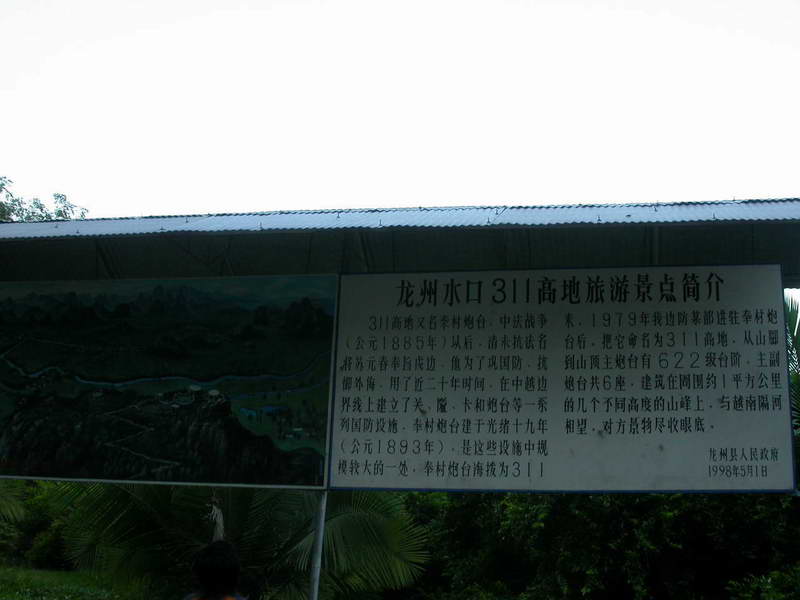 龙州水口311高地旅游景点简介
311高地又名奉村炮台。中法战争
(公元1885年)以后,清末抗法名
将苏元春奉旨戍边,他为了巩国防,抗
御外侮,用了近二十年时间,在中越边
界线上建立了关、隘、卡和炮台等一系
列国防设施。奉村炮台建于光绪十九年
(公元1893年),是这些设施中规
模较大的一处,奉村炮台海拔为311
米,1979年我边防某部进驻奉村炮
台后,把它命名为311高地,从山脚
到山顶主炮台有622级台阶,主副
炮台共6座,建筑在周围约1平方公里
的几个不同高度的山峰上,与越南隔河
相望,对方景物尽收眼底。
龙州县人民政府
1998年5月1日